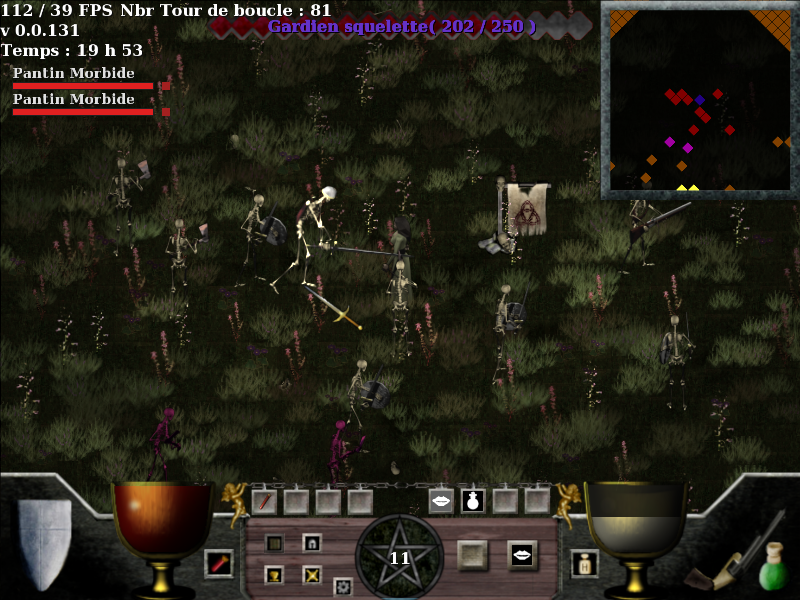 112 / 39 FPS Nbr Tour de boucle : 81
Gardien squelette( 202 / 250 )
v 0.0.131
Temps : 19 h 53
Pantin Morbide
Pantin Morbide
11